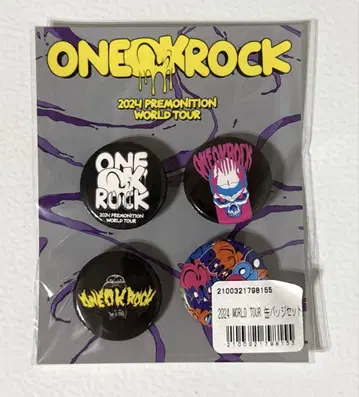 ONE OK ROCK
2024 PREMONITION
WORLD TOUR
ONE
OK
ROCK
2024 PREMONITION
WORLD TOUR
ONE OK ROCK
ONE OK ROCK
2100321798155
2024 WORLD TOUR 缶バッジセット
2100321798155